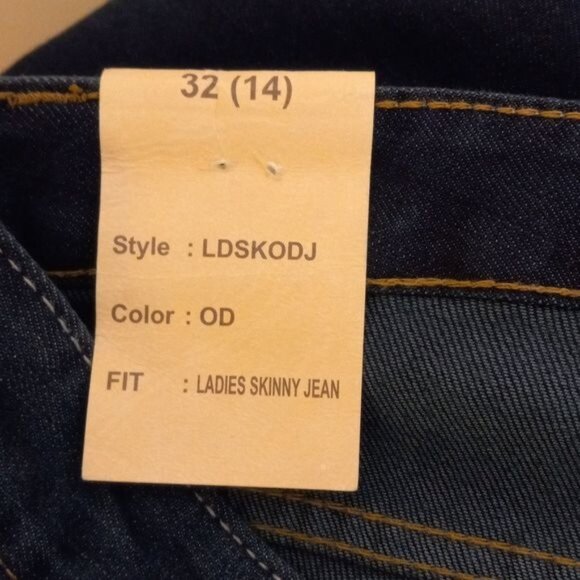 32 (14)
Style : LDSKODJ
Color : OD
FIT : LADIES SKINNY JEAN